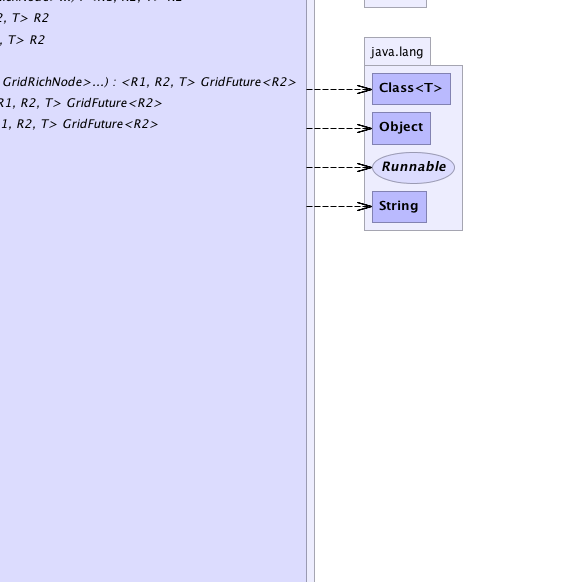 , T> R2
, T> R2
GridRichNode>...) : <R1, R2, T> GridFuture<R2>
R1, R2, T> GridFuture<R2>
1, R2, T> GridFuture<R2>
java.lang
Class<T>
Object
Runnable
String